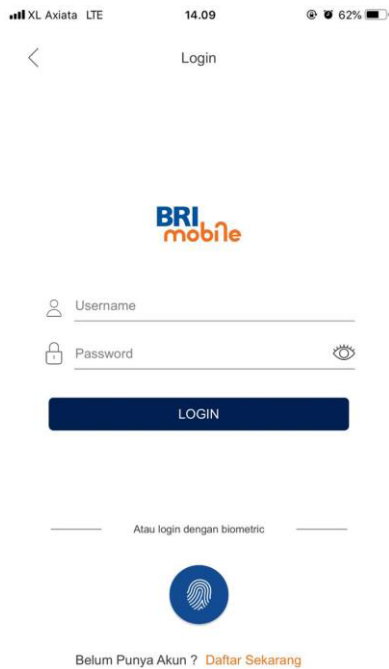 XL Axiata LTE 14.09 62%
Login
BRI
mobile
Username
Password
LOGIN
Atau login dengan biometric
Belum Punya Akun ? Daftar Sekarang